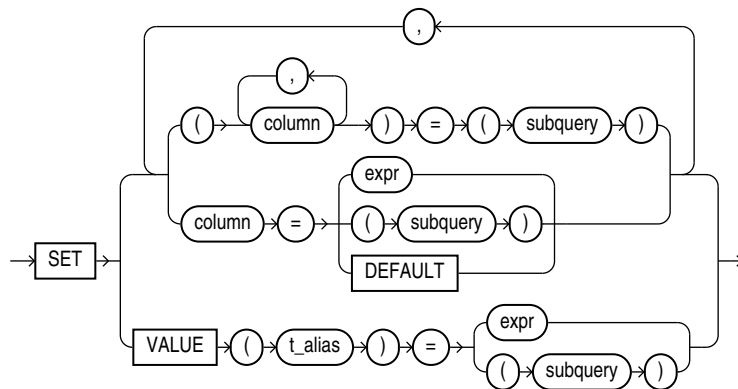 ,
,
( column ) = ( subquery )
expr
column = ( subquery )
DEFAULT
SET
VALUE ( t_alias ) = expr
( subquery )